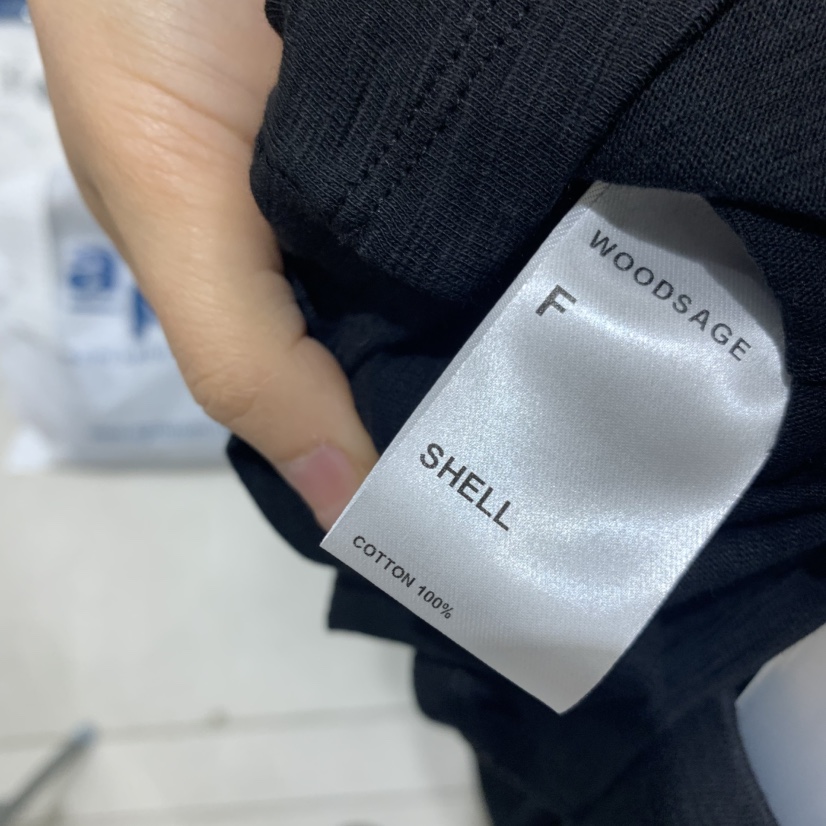 WOODSAGE
F
SHELL
COTTON 100%